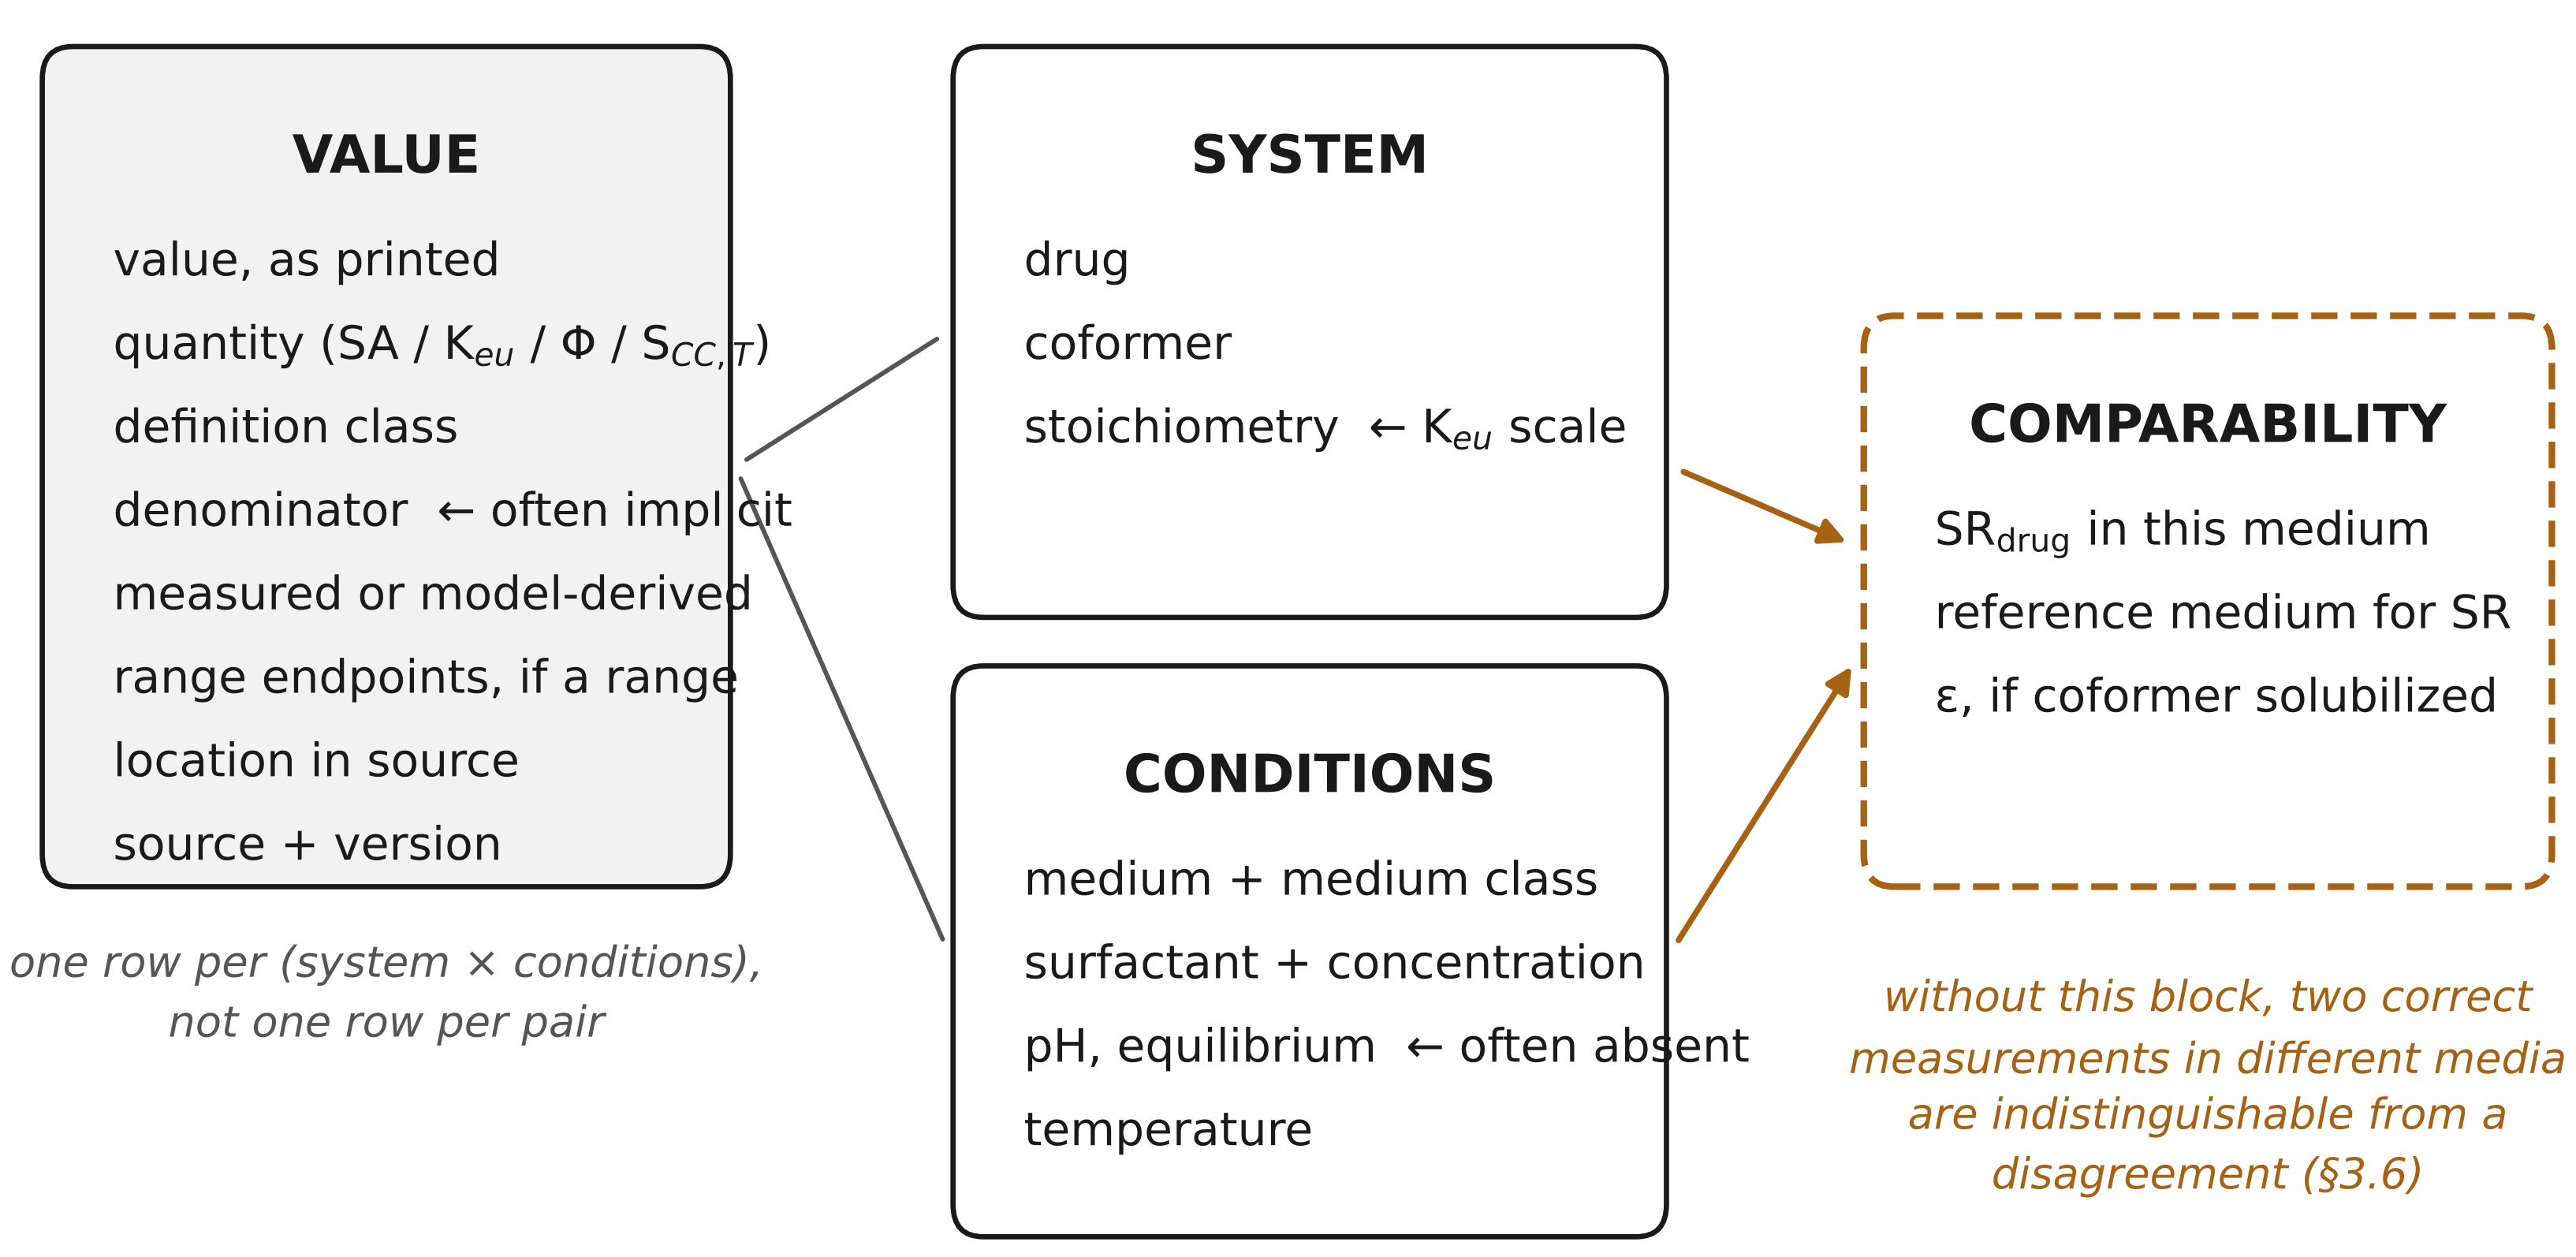 VALUE
value, as printed
quantity (SA / Keu / Φ / SCC,T)
definition class
denominator ← often implicit
measured or model-derived
range endpoints, if a range
location in source
source + version
one row per (system × conditions),
not one row per pair
SYSTEM
drug
coformer
stoichiometry ← Keu scale
CONDITIONS
medium + medium class
surfactant + concentration
pH, equilibrium ← often absent
temperature
COMPARABILITY
SRdrug in this medium
reference medium for SR
ε, if coformer solubilized
without this block, two correct
measurements in different media
are indistinguishable from a
disagreement (§3.6)